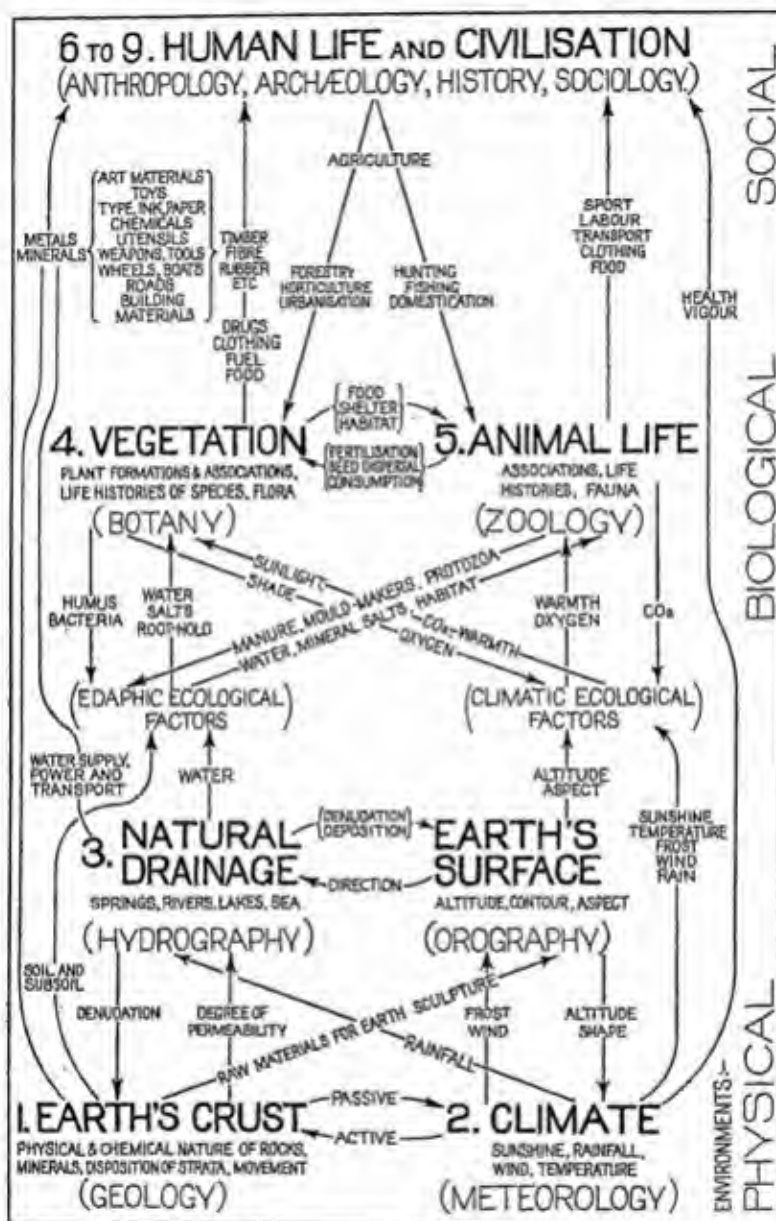 6 TO 9. HUMAN LIFE AND CIVILISATION
(ANTHROPOLOGY, ARCHÆOLOGY, HISTORY, SOCIOLOGY.)
SOCIAL
AGRICULTURE
METALS
MINERALS
ART MATERIALS
TOYS
TYPE, INK, PAPER
CHEMICALS
UTENSILS
WEAPONS, TOOLS
WHEELS, BOATS
ROADS
BUILDING
MATERIALS
TIMBER
FIBRE
RUBBER
ETC
DRUGS
CLOTHING
FUEL
FOOD
FORESTRY
HORTICULTURE
URBANISATION
HUNTING
FISHING
DOMESTICATION
SPORT
LABOUR
TRANSPORT
CLOTHING
FOOD
HEALTH
VIGOUR
BIOLOGICAL
FOOD
SHELTER
HABITAT
4. VEGETATION
5. ANIMAL LIFE
FERTILISATION
SEED DISPERSAL
CONSUMPTION
PLANT FORMATIONS & ASSOCIATIONS,
LIFE HISTORIES OF SPECIES, FLORA
(BOTANY)
ASSOCIATIONS, LIFE
HISTORIES, FAUNA
(ZOOLOGY)
HUMUS
BACTERIA
WATER
SALTS
ROOT-HOLD
SUNLIGHT
SHADE
MANURE, MOULD-MAKERS, PROTOZOA
WATER, MINERAL SALTS, HABITAT
CO₂-WARMTH
OXYGEN
WARMTH
OXYGEN
CO₂
(EDAPHIC ECOLOGICAL
FACTORS)
(CLIMATIC ECOLOGICAL
FACTORS)
WATER SUPPLY,
POWER AND
TRANSPORT
WATER
ALTITUDE
ASPECT
SUNSHINE
TEMPERATURE
FROST
WIND
RAIN
3. NATURAL
DRAINAGE
DENUDATION
DEPOSITION
DIRECTION
EARTH'S
SURFACE
SPRINGS, RIVERS, LAKES, SEA
(HYDROGRAPHY)
ALTITUDE, CONTOUR, ASPECT
(OROGRAPHY)
SOIL AND
SUBSOIL
DENUDATION
DEGREE OF
PERMEABILITY
RAW MATERIALS FOR EARTH SCULPTURE
RAINFALL
FROST
WIND
ALTITUDE
SHAPE
1. EARTH'S CRUST
PASSIVE
ACTIVE
2. CLIMATE
PHYSICAL & CHEMICAL NATURE OF ROCKS,
MINERALS, DISPOSITION OF STRATA, MOVEMENT
(GEOLOGY)
SUNSHINE, RAINFALL,
WIND, TEMPERATURE
(METEOROLOGY)
ENVIRONMENTS:-
PHYSICAL